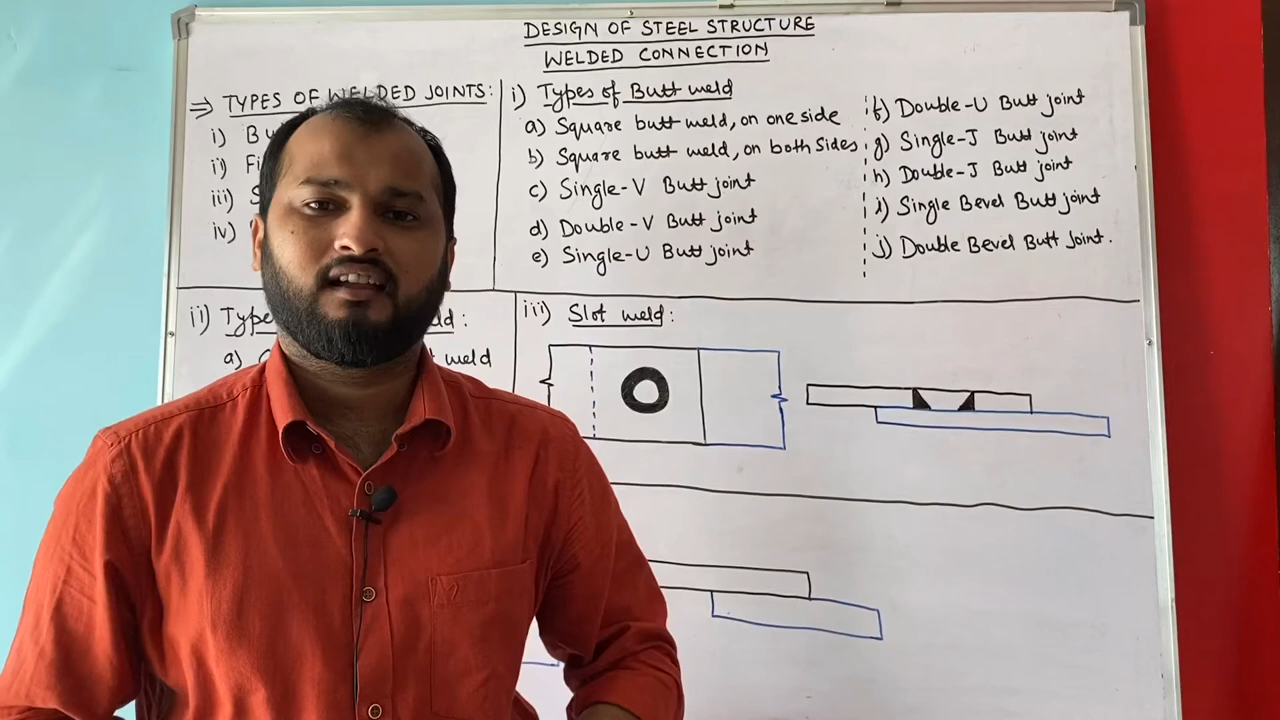 DESIGN OF STEEL STRUCTURE
WELDED CONNECTION
⇒ TYPES OF WELDED JOINTS:
i)
ii)
iii)
iv)
i) Types of Butt weld
a) Square butt weld, on one side
b) Square butt weld, on both Sides
c) Single-V Butt joint
d) Double-V Butt joint
e) Single-U Butt joint
f) Double-U Butt joint
g) Single-J Butt joint
h) Double-J Butt joint
i) Single Bevel Butt joint
j) Double Bevel Butt Joint.
ii)
a) weld
iii) Slot weld: